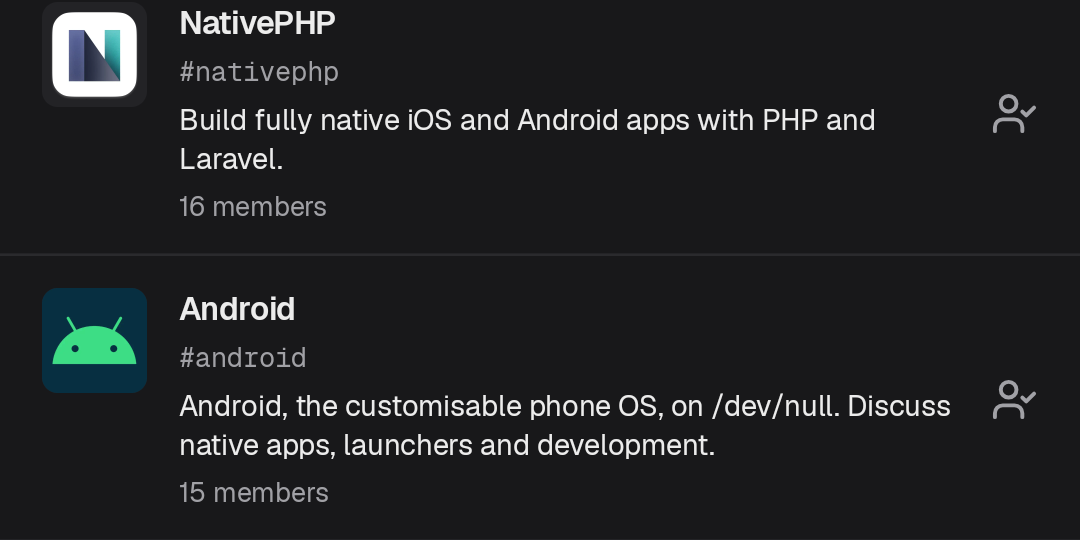 NativePHP
#nativephp
Build fully native iOS and Android apps with PHP and
Laravel.
16 members
Android
#android
Android, the customisable phone OS, on /dev/null. Discuss
native apps, launchers and development.
15 members